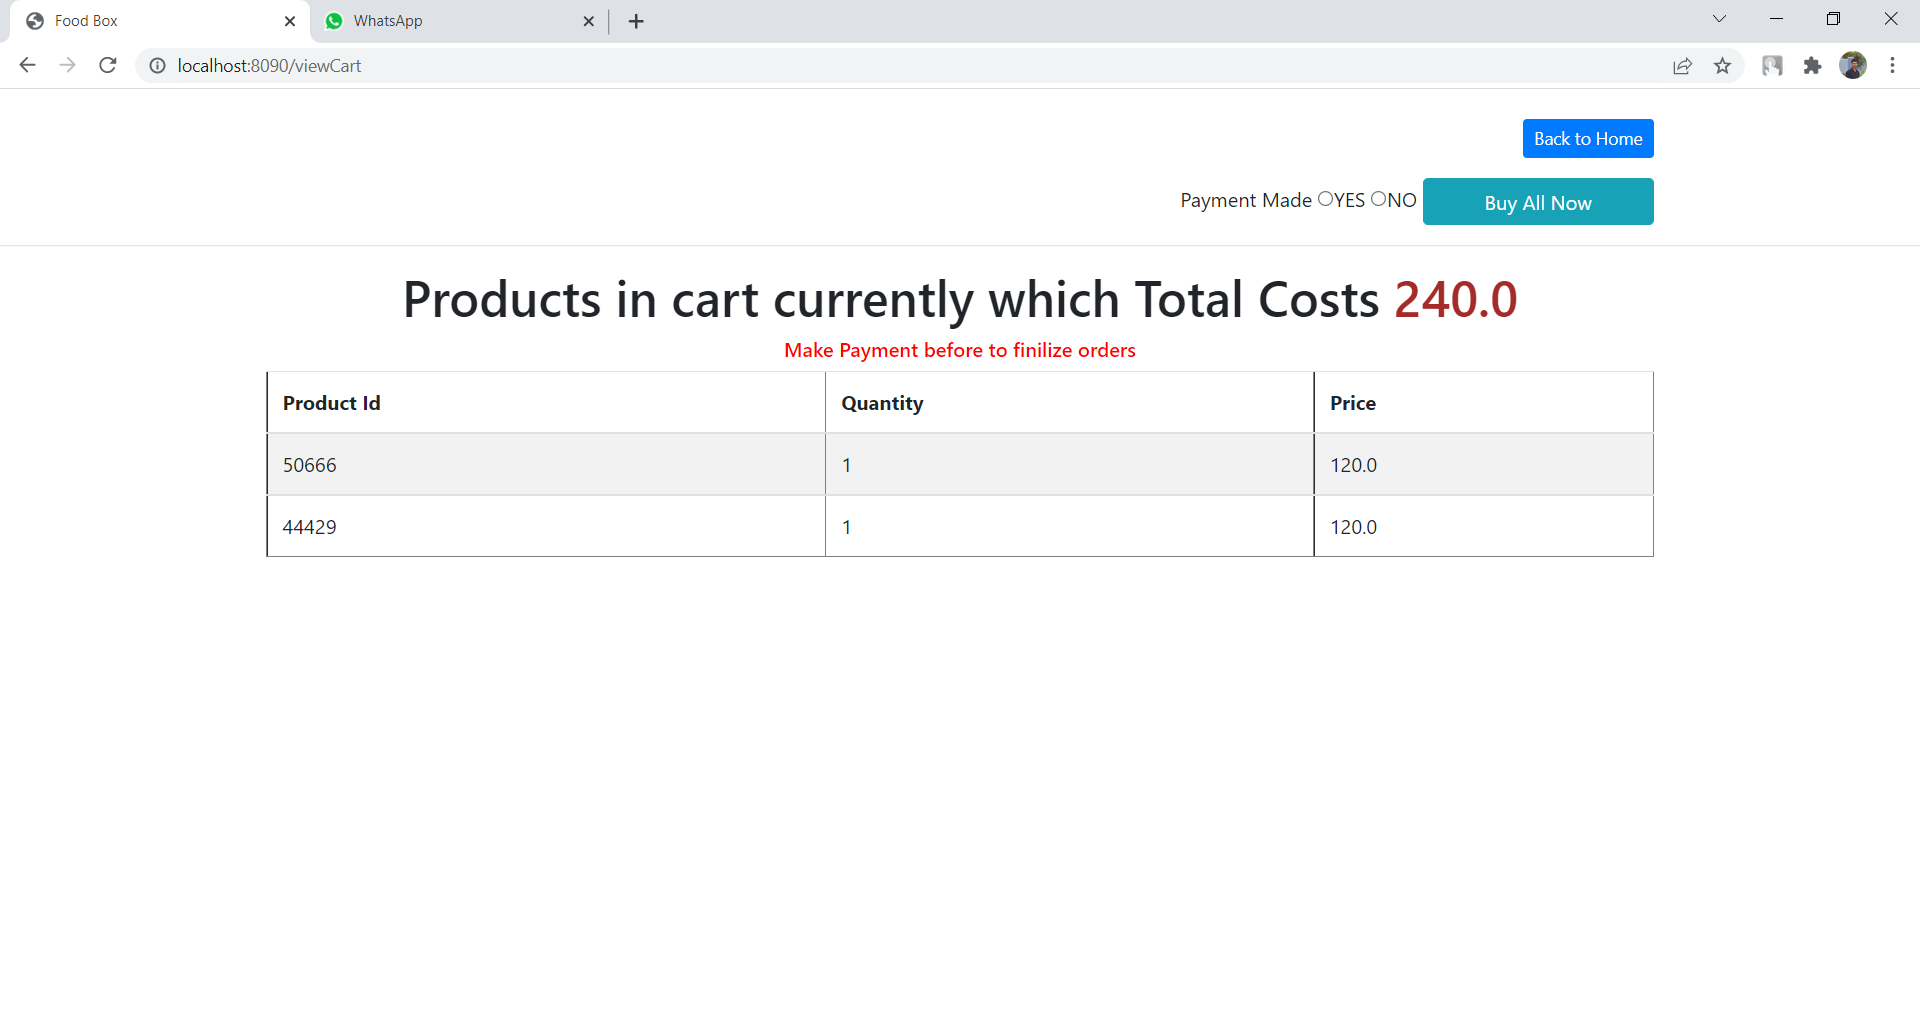 Food Box
WhatsApp
localhost:8090/viewCart
Back to Home
Payment Made YES NO Buy All Now
Products in cart currently which Total Costs 240.0
Make Payment before to finilize orders
Product Id Quantity Price
50666 1 120.0
44429 1 120.0